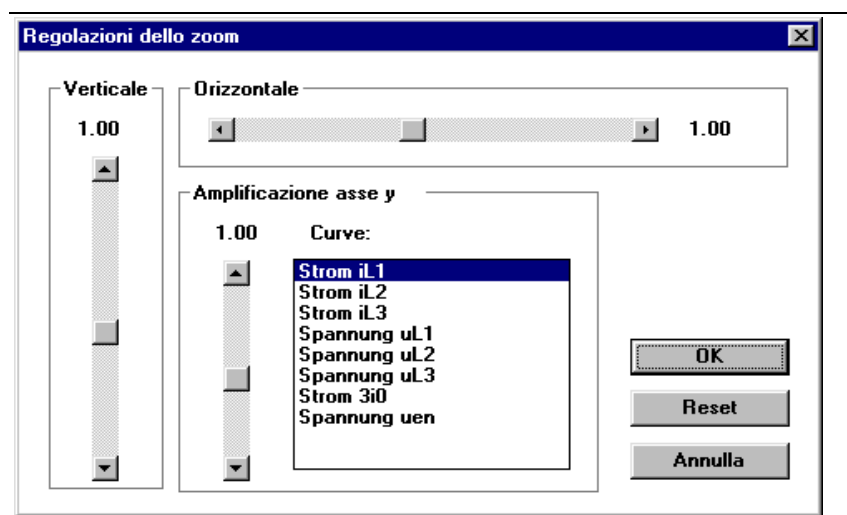 Regolazioni dello zoom
Verticale
1.00
Orizzontale
1.00
Amplificazione asse y
1.00
Curve:
Strom iL1
Strom iL2
Strom iL3
Spannung uL1
Spannung uL2
Spannung uL3
Strom 3i0
Spannung uen
OK
Reset
Annulla